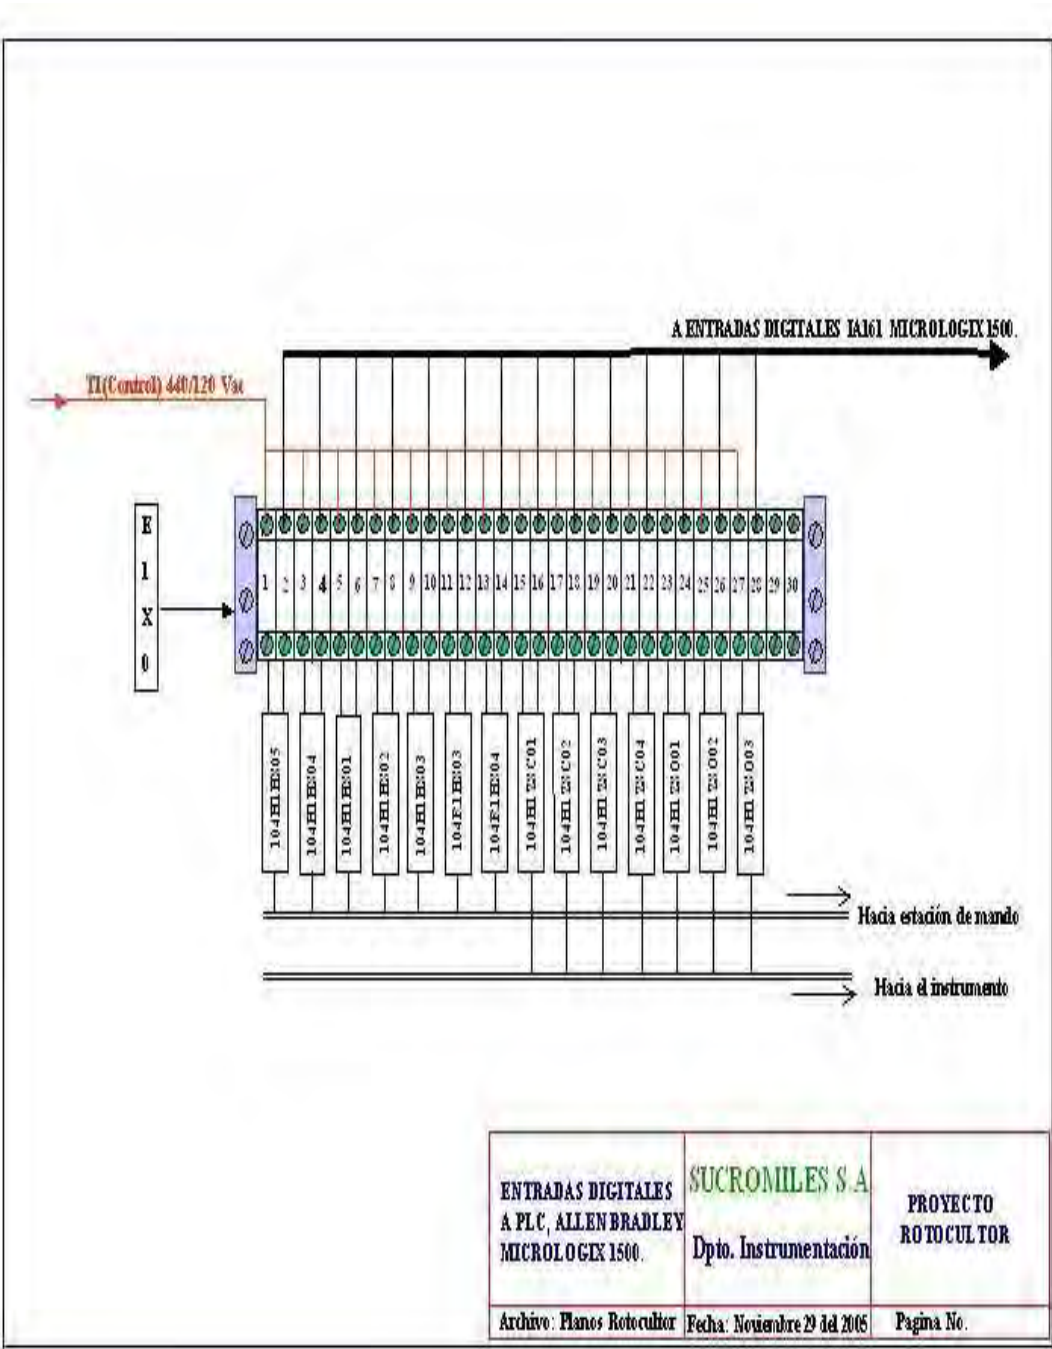 A ENTRADAS DIGITALES IA16I MICROLOGIX 1500.
T1(Control) 440/120 Vac
E
1
X
0
1 2 3 4 5 6 7 8 9 10 11 12 13 14 15 16 17 18 19 20 21 22 23 24 25 26 27 28 29 30
104H1HS05
104H1HS04
104H1HS01
104H1HS02
104H1HS03
104F1HS03
104F1HS04
104H1ZSC01
104H1ZSC02
104H1ZSC03
104H1ZSC04
104H1ZSO01
104H1ZSO02
104H1ZSO03
Hacia estación de mando
Hacia el instrumento
ENTRADAS DIGITALES
A PLC, ALLEN BRADLEY
MICROLOGIX 1500.
SUCROMILES S.A
Dpto. Instrumentación
PROYECTO
ROTOCULTOR
Archivo: Planos Rotocultor
Fecha: Noviembre 29 del 2005
Pagina No.